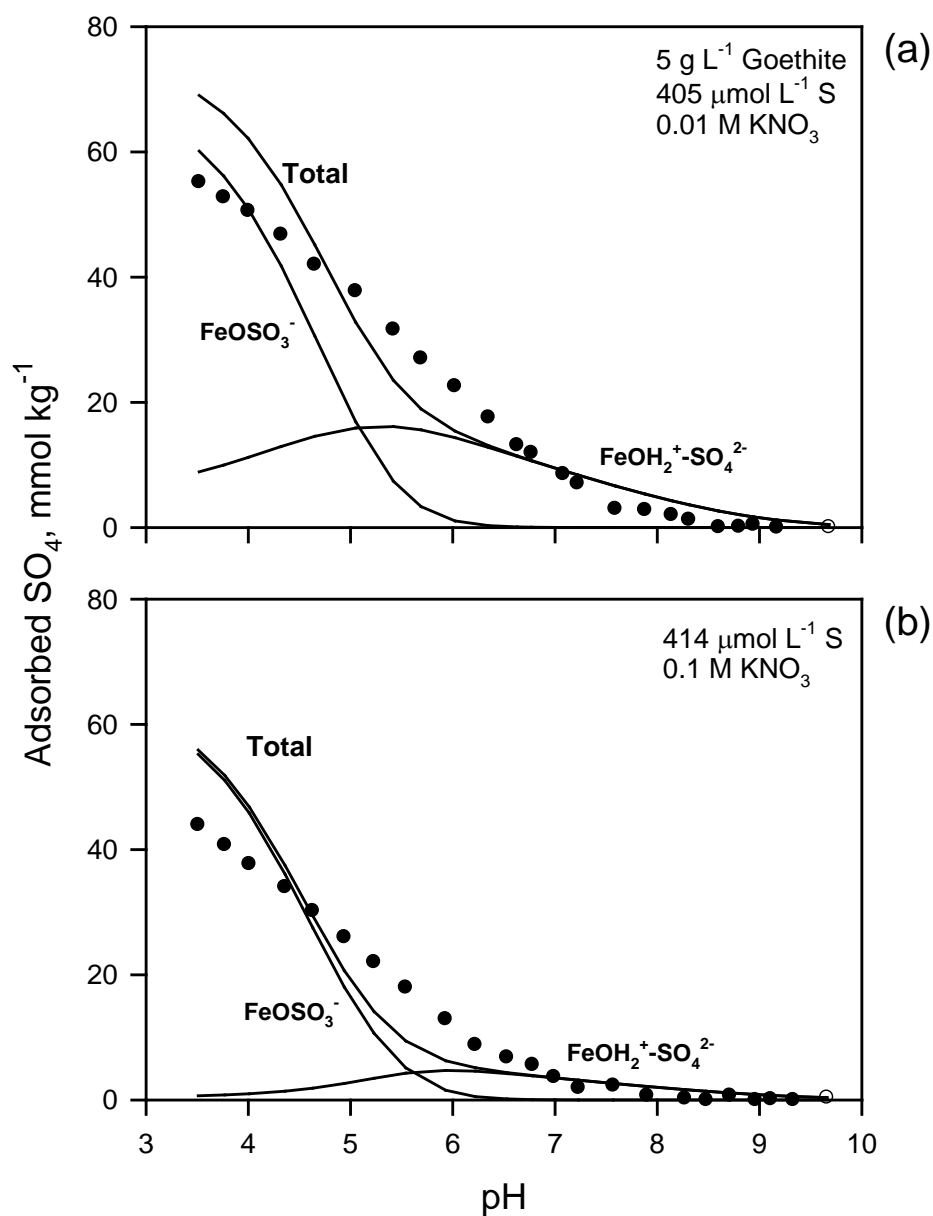 (a)
80
5 g L⁻¹ Goethite
405 μmol L⁻¹ S
0.01 M KNO₃
60
Total
40
FeOSO₃⁻
20
FeOH₂⁺-SO₄²⁻
0
Adsorbed SO₄, mmol kg⁻¹
(b)
80
414 μmol L⁻¹ S
0.1 M KNO₃
60
Total
40
20
FeOSO₃⁻
FeOH₂⁺-SO₄²⁻
0
3 4 5 6 7 8 9 10
pH